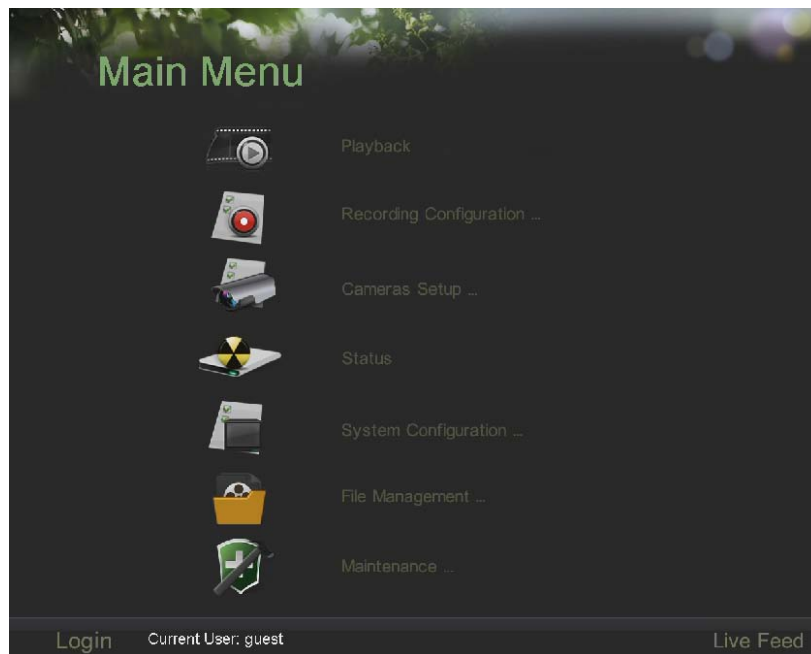 Main Menu
Playback
Recording Configuration ...
Cameras Setup ...
Status
System Configuration ...
File Management ...
Maintenance ...
Login Current User: guest Live Feed